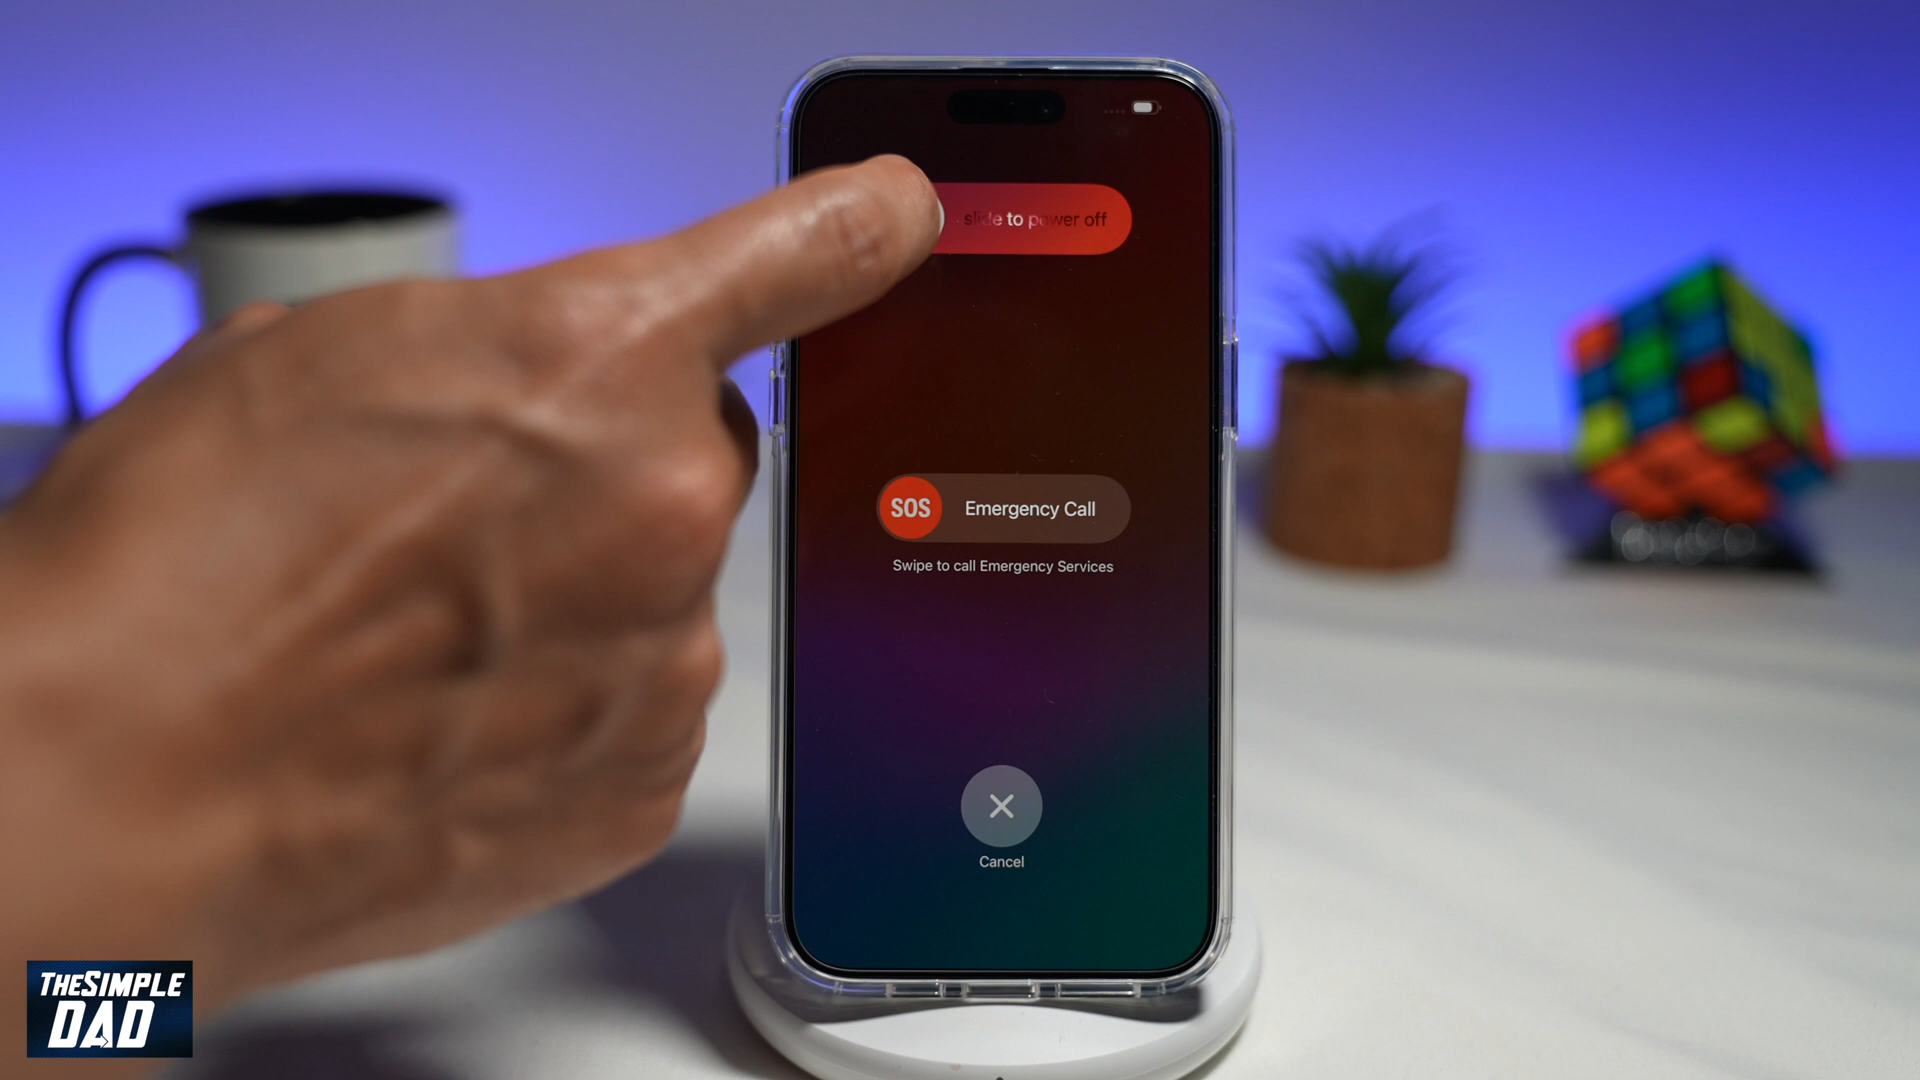 slide to power off
SOS Emergency Call
Swipe to call Emergency Services
Cancel
THESIMPLE
DAD